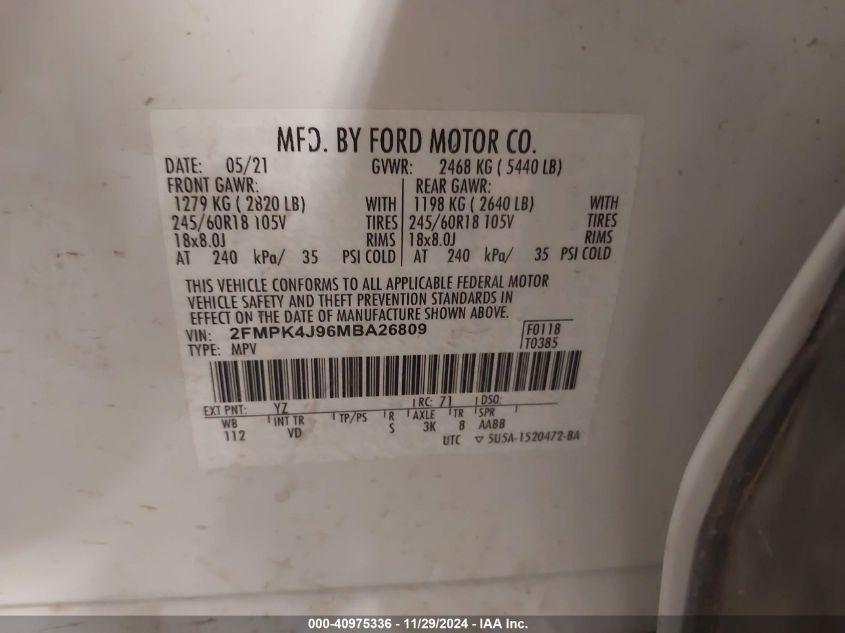 MFD. BY FORD MOTOR CO.
DATE: 05/21 GVWR: 2468 KG ( 5440 LB)
FRONT GAWR: REAR GAWR:
1279 KG ( 2820 LB) WITH 1198 KG ( 2640 LB) WITH
245/60R18 105V TIRES 245/60R18 105V TIRES
18x8.0J RIMS 18x8.0J RIMS
AT 240 kPa/ 35 PSI COLD AT 240 kPa/ 35 PSI COLD
THIS VEHICLE CONFORMS TO ALL APPLICABLE FEDERAL MOTOR
VEHICLE SAFETY AND THEFT PREVENTION STANDARDS IN
EFFECT ON THE DATE OF MANUFACTURE SHOWN ABOVE.
VIN: 2FMPK4J96MBA26809 F0118
TYPE: MPV T0385
EXT PNT: YZ RC: 71 DSO:
WB INT TR TP/PS R AXLE TR SPR
112 VD S 3K 8 AABB
UTC ▽ 5U5A-1520472-BA
000-40975336 - 11/29/2024 - IAA Inc.